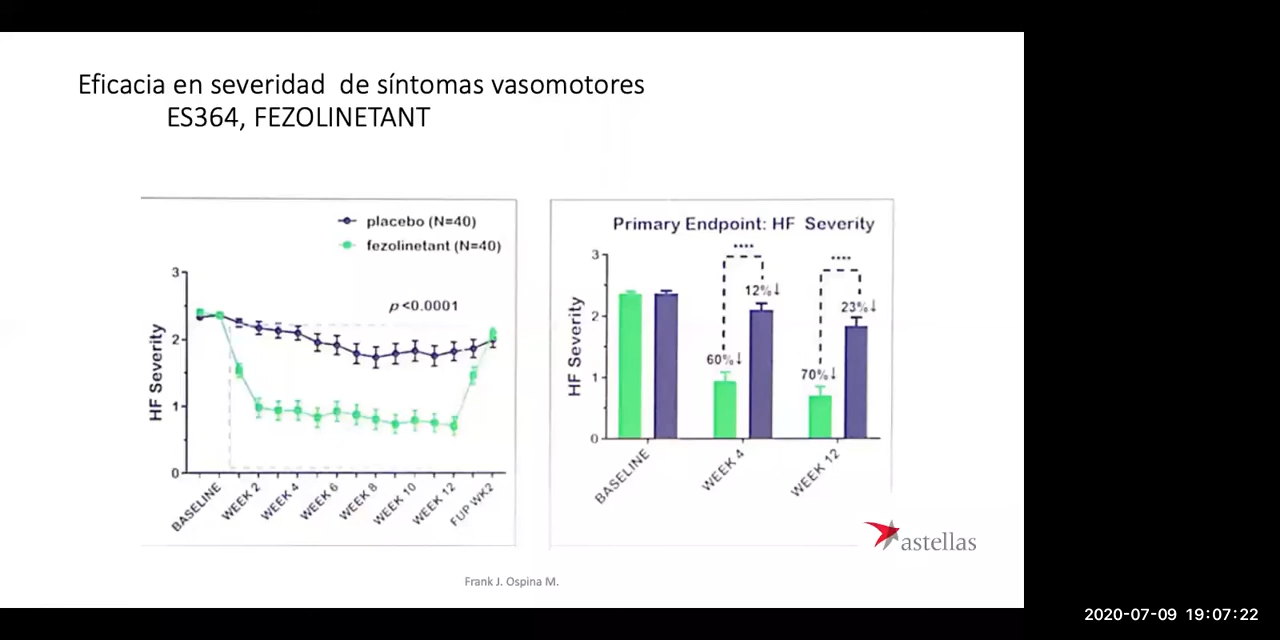 Eficacia en severidad de síntomas vasomotores
ES364, FEZOLINETANT
placebo (N=40)
fezolinetant (N=40)
3
p<0.0001
2
1
0
HF Severity
BASELINE
WEEK 2
WEEK 4
WEEK 6
WEEK 8
WEEK 10
WEEK 12
FUP WK2
Primary Endpoint: HF Severity
****
****
3
12%↓
23%↓
2
60%↓
70%↓
1
0
HF Severity
BASELINE
WEEK 4
WEEK 12
astellas
Frank J. Ospina M.
2020-07-09 19:07:22